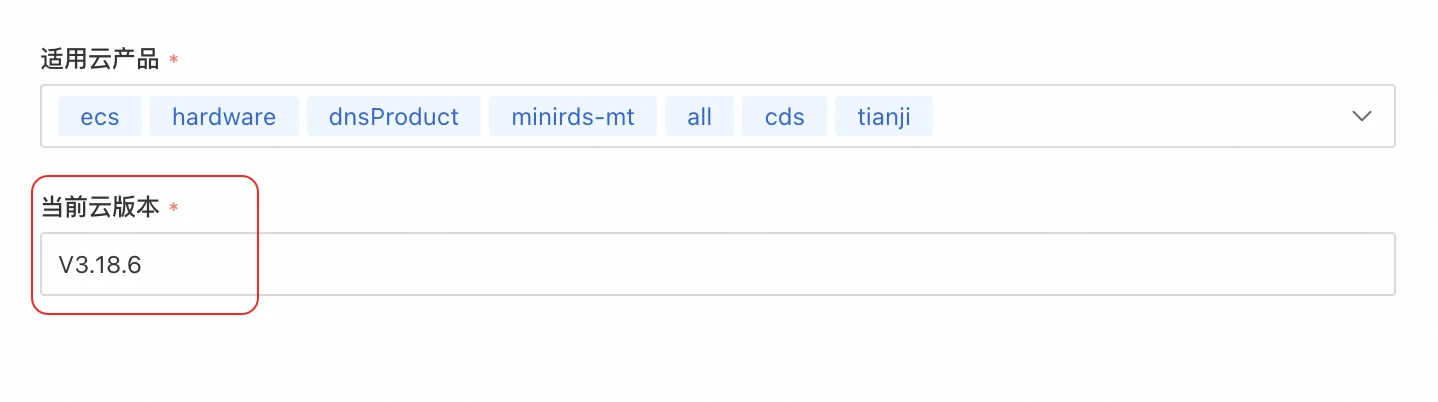 适用云产品 *
ecs hardware dnsProduct minirds-mt all cds tianji
当前云版本 *
V3.18.6